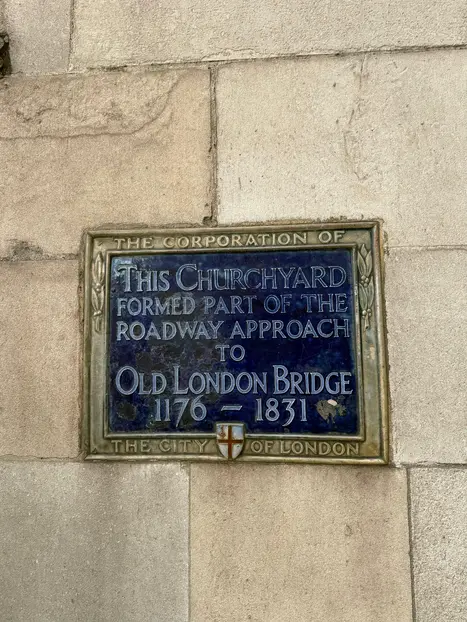 THE CORPORATION OF
THIS CHURCHYARD
FORMED PART OF THE
ROADWAY APPROACH
TO
OLD LONDON BRIDGE
1176 – 1831
THE CITY OF LONDON